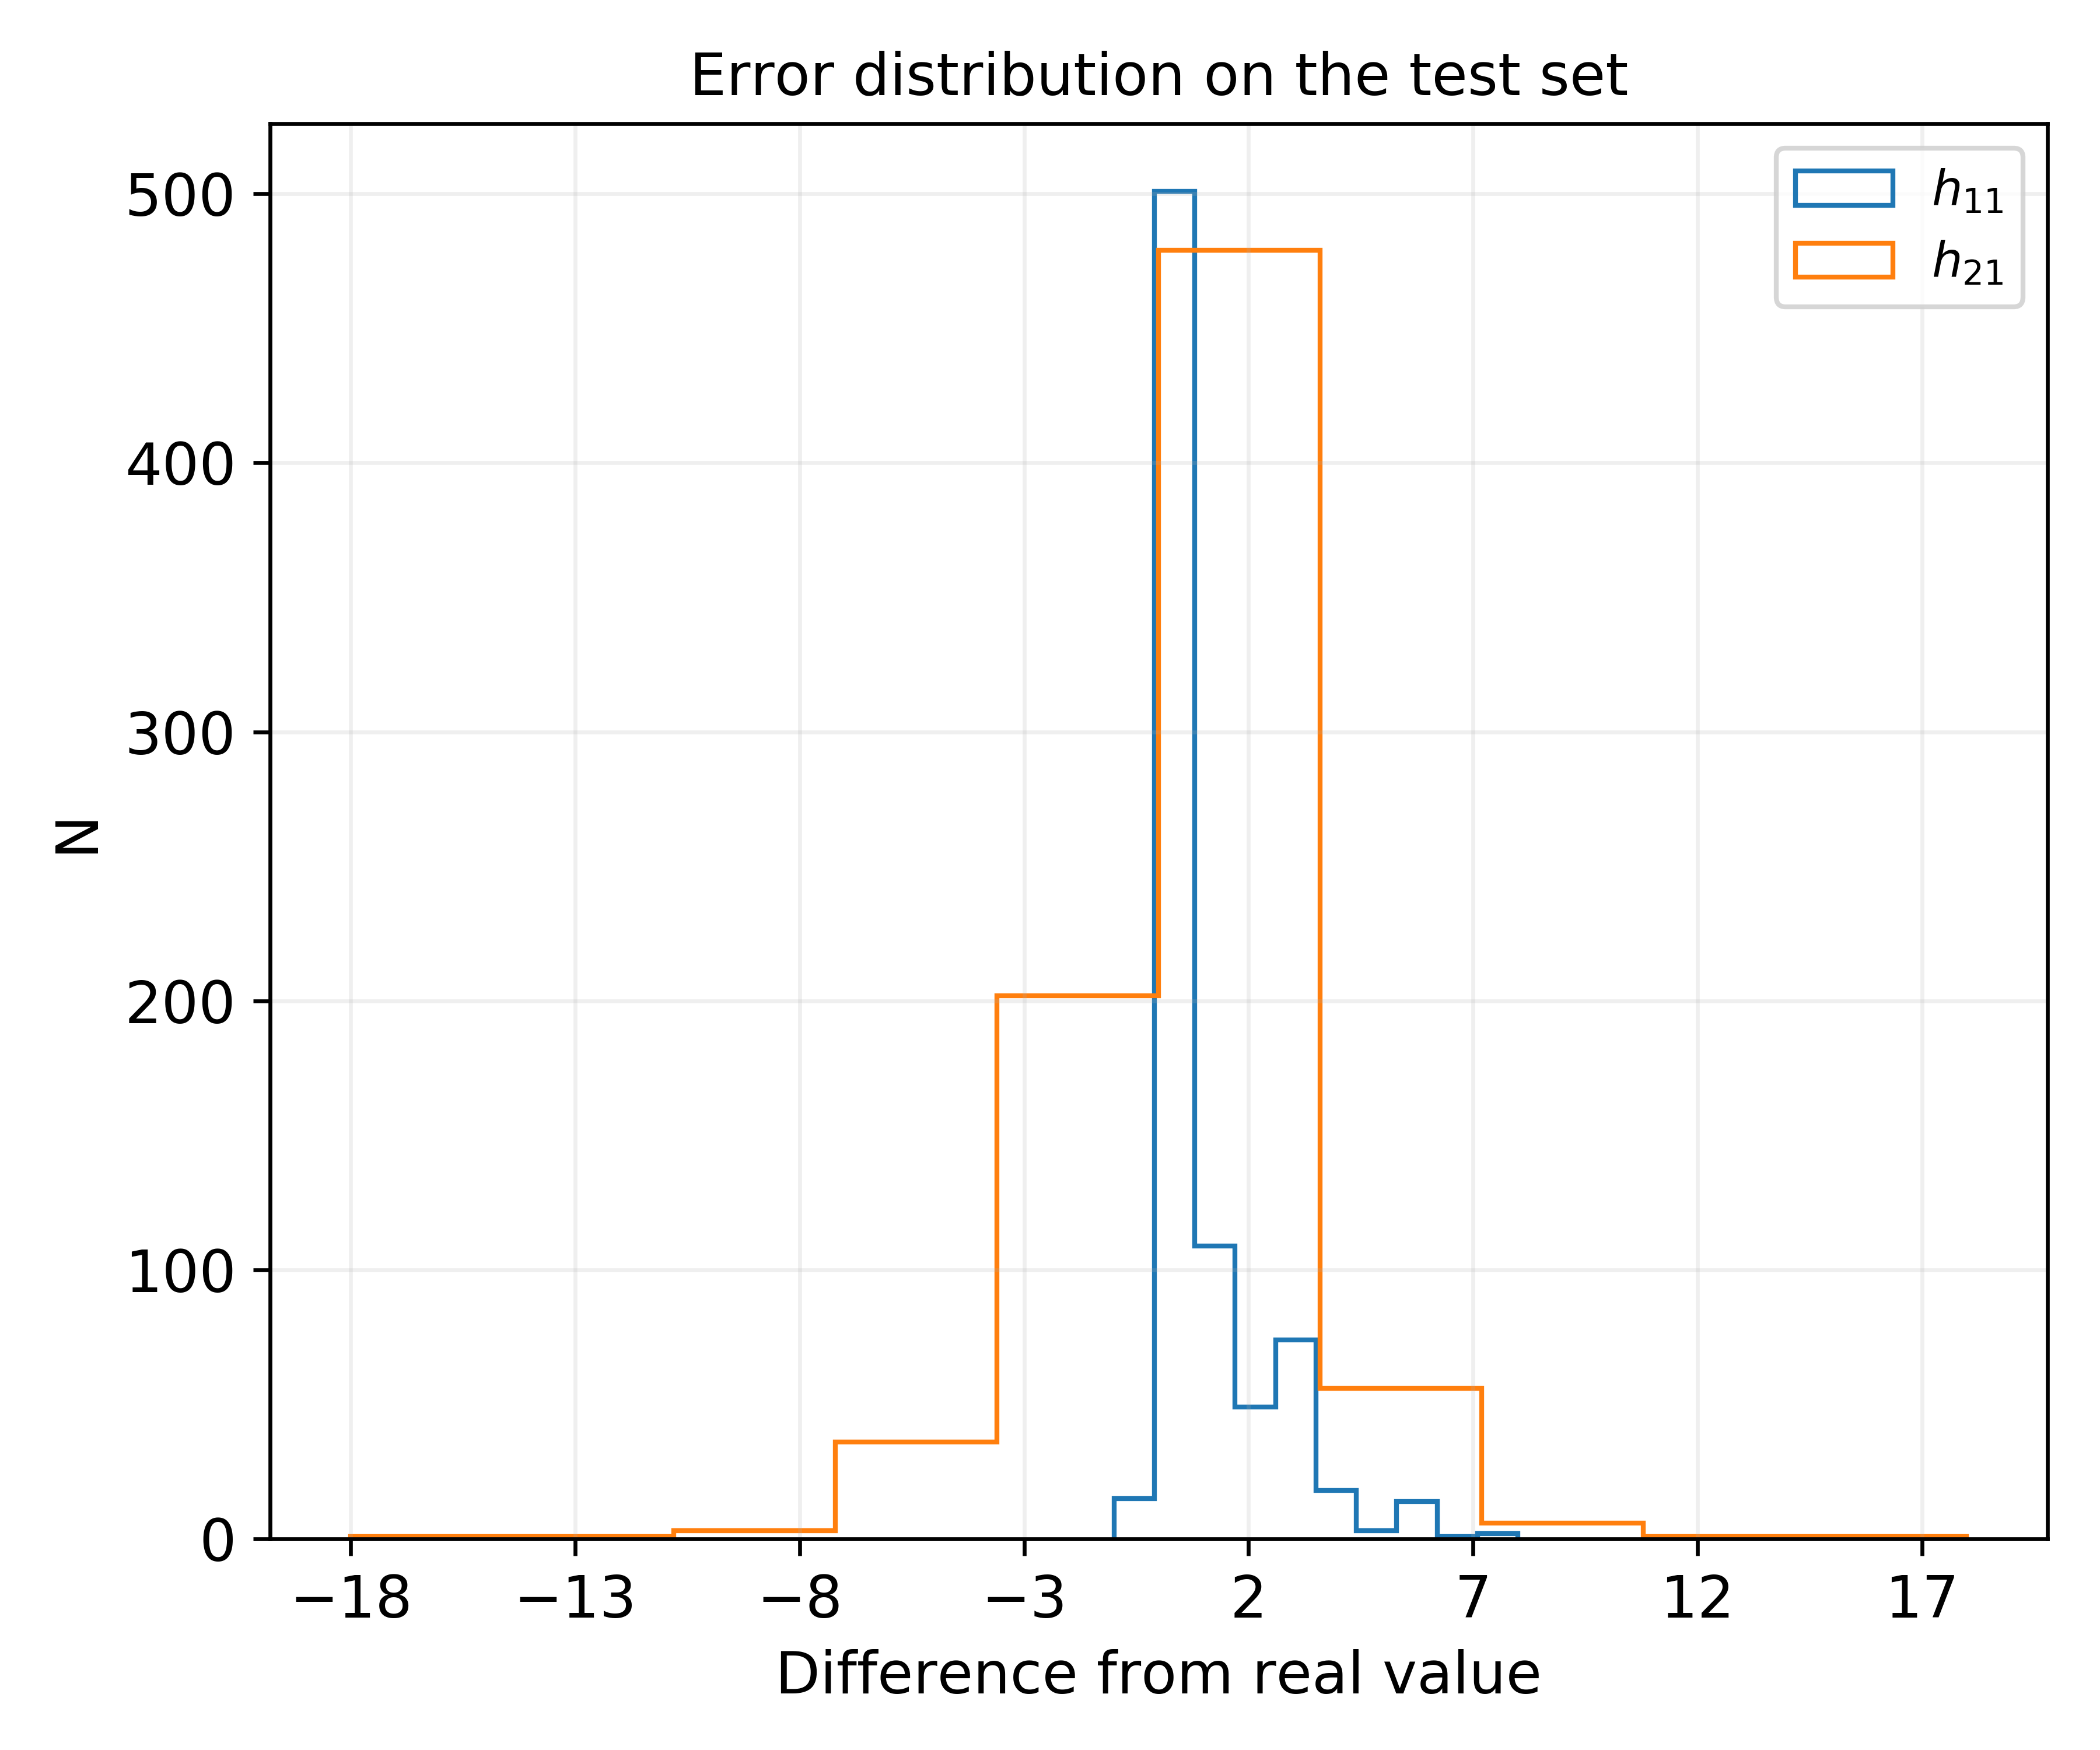 Error distribution on the test set
500
400
300
200
100
0
N
h11
h21
−18 −13 −8 −3 2 7 12 17
Difference from real value